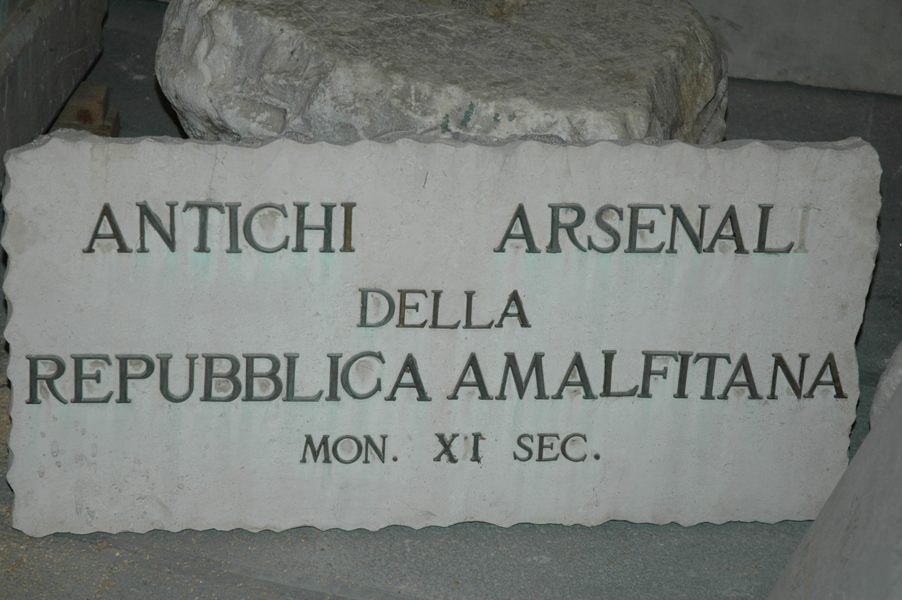 ANTICHI ARSENALI
DELLA
REPUBBLICA AMALFITANA
MON. XI SEC.